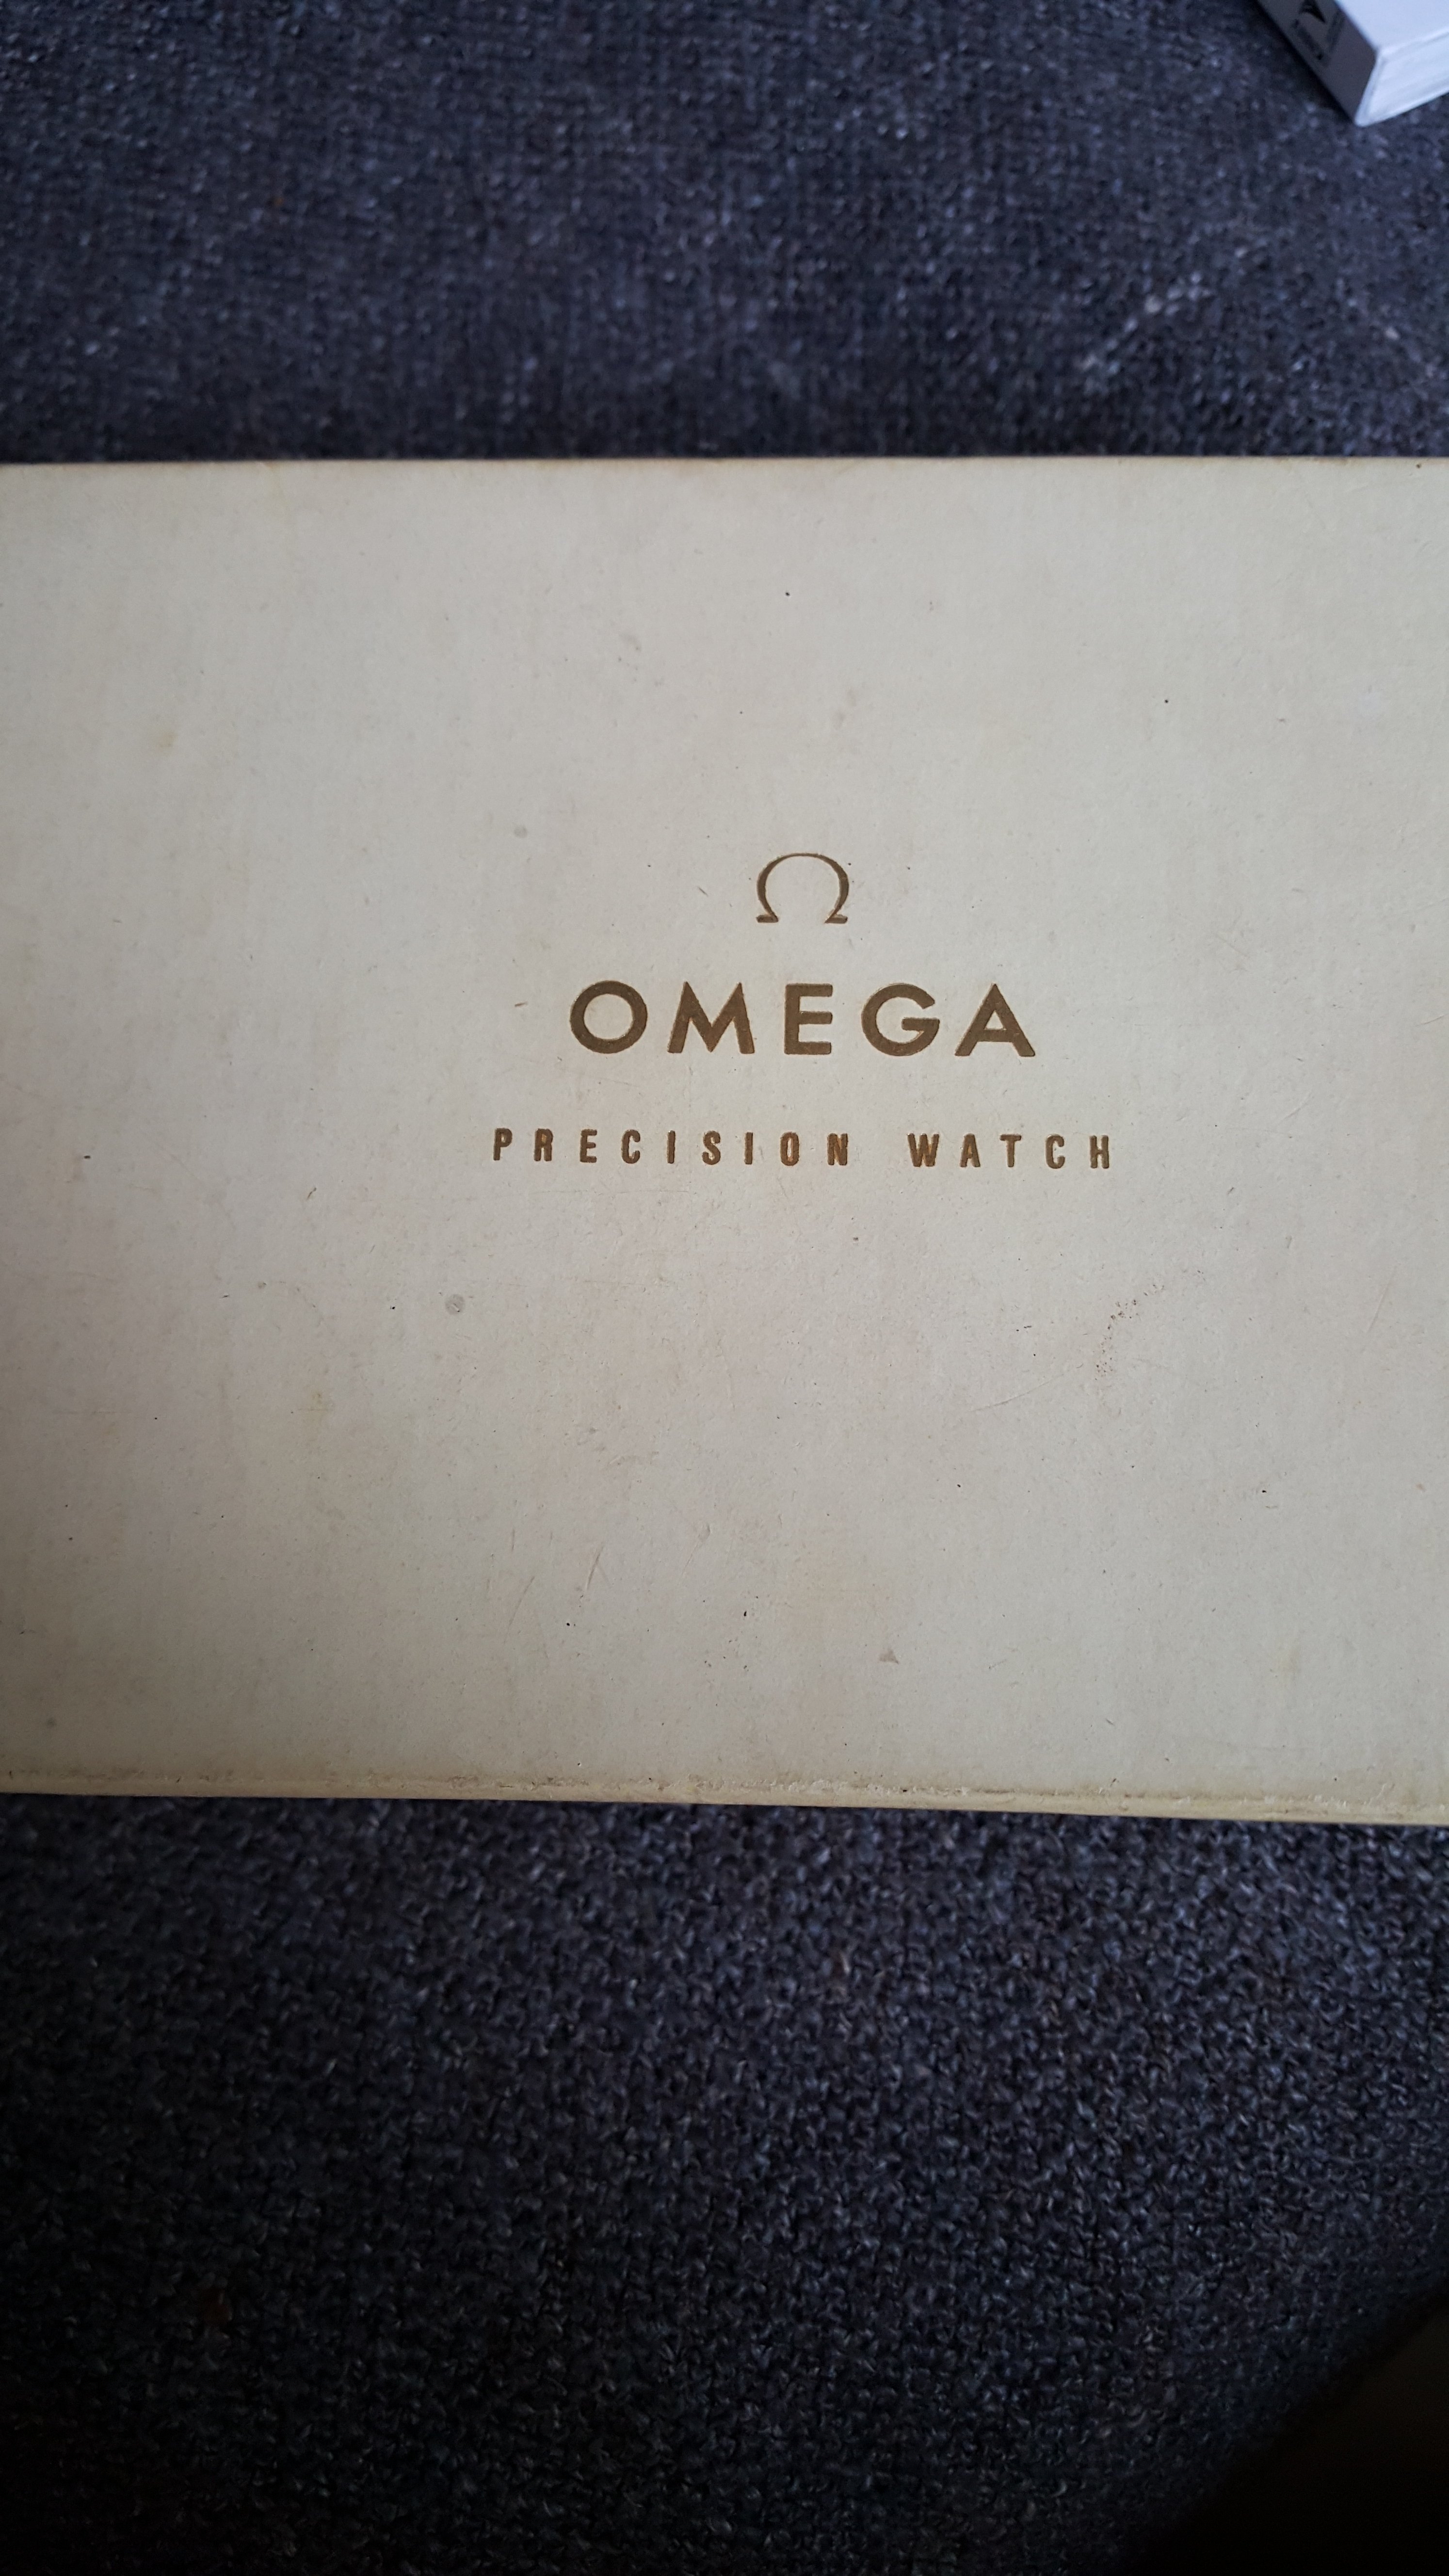 Ω
OMEGA
PRECISION WATCH